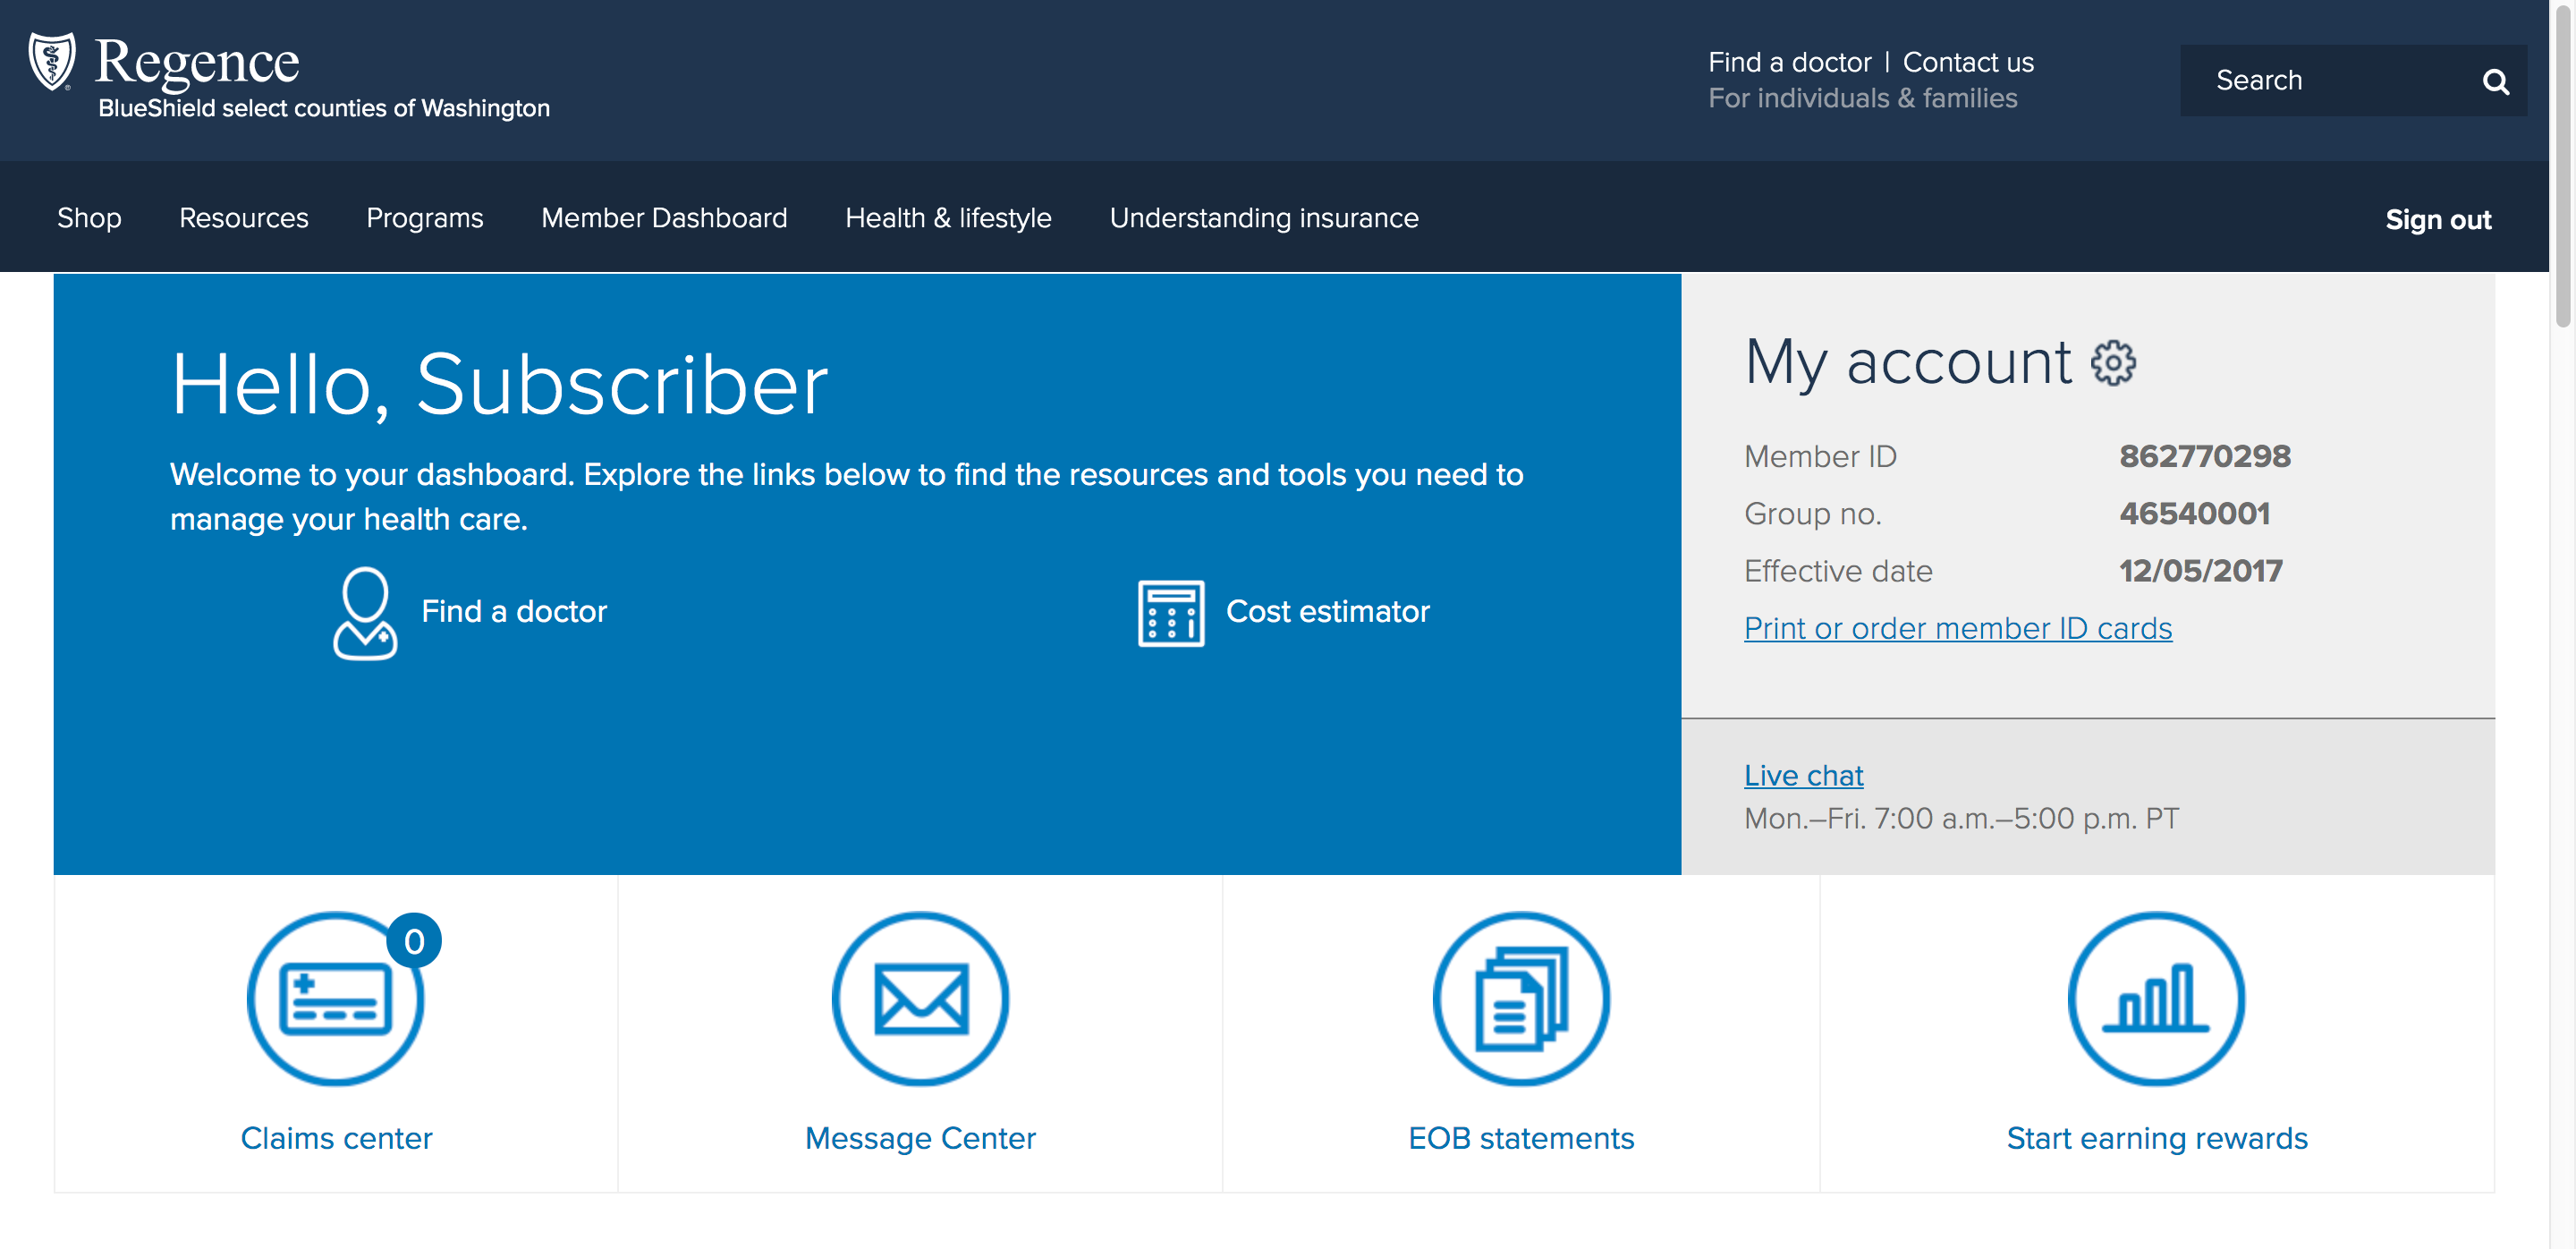 Regence
BlueShield select counties of Washington
Find a doctor | Contact us
For individuals & families
Search
Shop Resources Programs Member Dashboard Health & lifestyle Understanding insurance Sign out
Hello, Subscriber
Welcome to your dashboard. Explore the links below to find the resources and tools you need to
manage your health care.
Find a doctor
Cost estimator
My account
Member ID 862770298
Group no. 46540001
Effective date 12/05/2017
Print or order member ID cards
Live chat
Mon.–Fri. 7:00 a.m.–5:00 p.m. PT
0
Claims center
Message Center
EOB statements
Start earning rewards